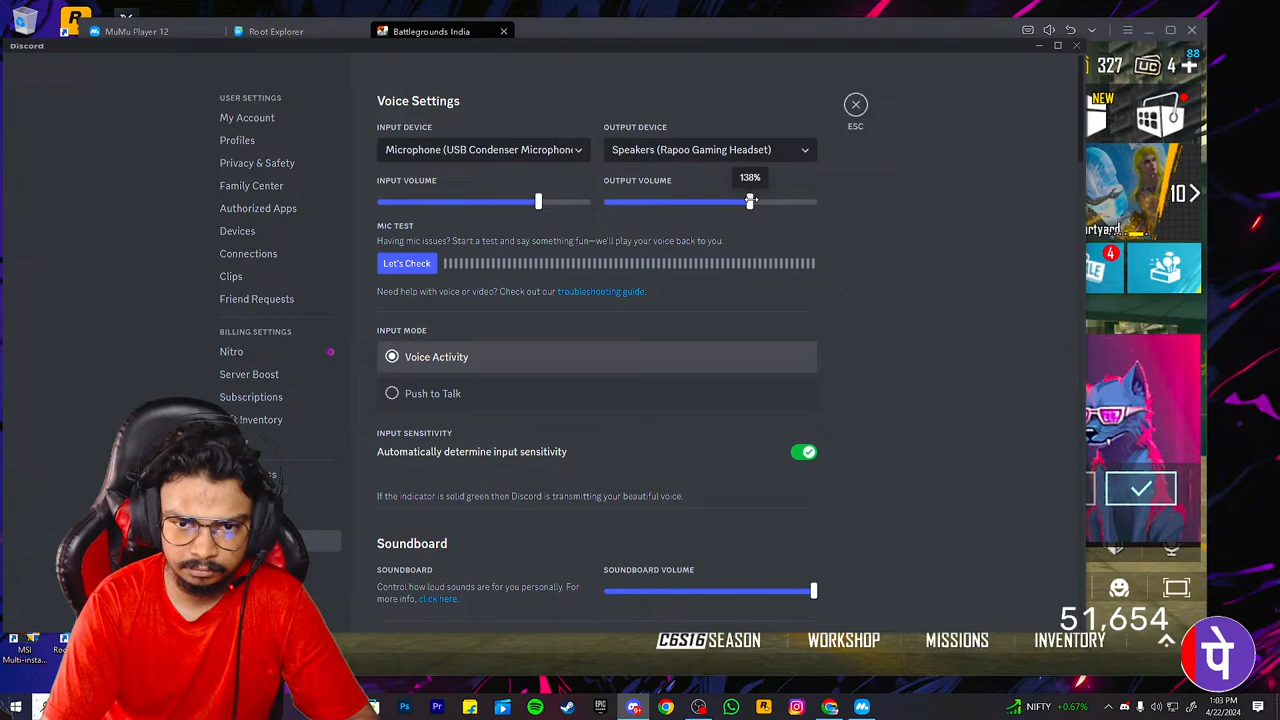 MuMu Player 12
Root Explorer
Battlegrounds India
Discord
88
327
4
USER SETTINGS
My Account
Profiles
Privacy & Safety
Family Center
Authorized Apps
Devices
Connections
Clips
Friend Requests
BILLING SETTINGS
Nitro
Server Boost
Subscriptions
Inventory
Voice Settings
ESC
INPUT DEVICE
Microphone (USB Condenser Microphone
OUTPUT DEVICE
Speakers (Rapoo Gaming Headset)
138%
INPUT VOLUME
OUTPUT VOLUME
MIC TEST
Having mic issues? Start a test and say something fun—we'll play your voice back to you.
Let's Check
Need help with voice or video? Check out our troubleshooting guide.
INPUT MODE
Voice Activity
Push to Talk
INPUT SENSITIVITY
Automatically determine input sensitivity
If the indicator is solid green then Discord is transmitting your beautiful voice.
Soundboard
SOUNDBOARD
Control how loud sounds are for you personally. For
more info, click here.
SOUNDBOARD VOLUME
NEW
10
4
51,654
C6S16 SEASON
WORKSHOP
MISSIONS
INVENTORY
पे
MSI
Multi-insta...
NIFTY +0.67%
1:03 PM
4/22/2024